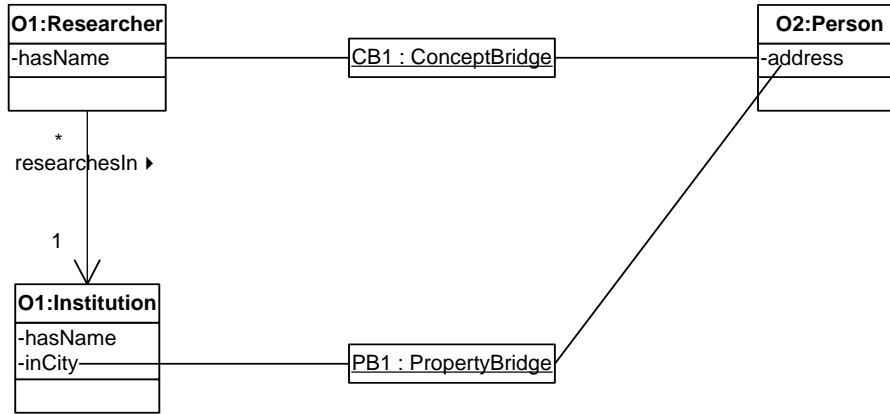 O1:Researcher
-hasName
CB1 : ConceptBridge
O2:Person
-address
*
researchesIn
1
O1:Institution
-hasName
-inCity
PB1 : PropertyBridge